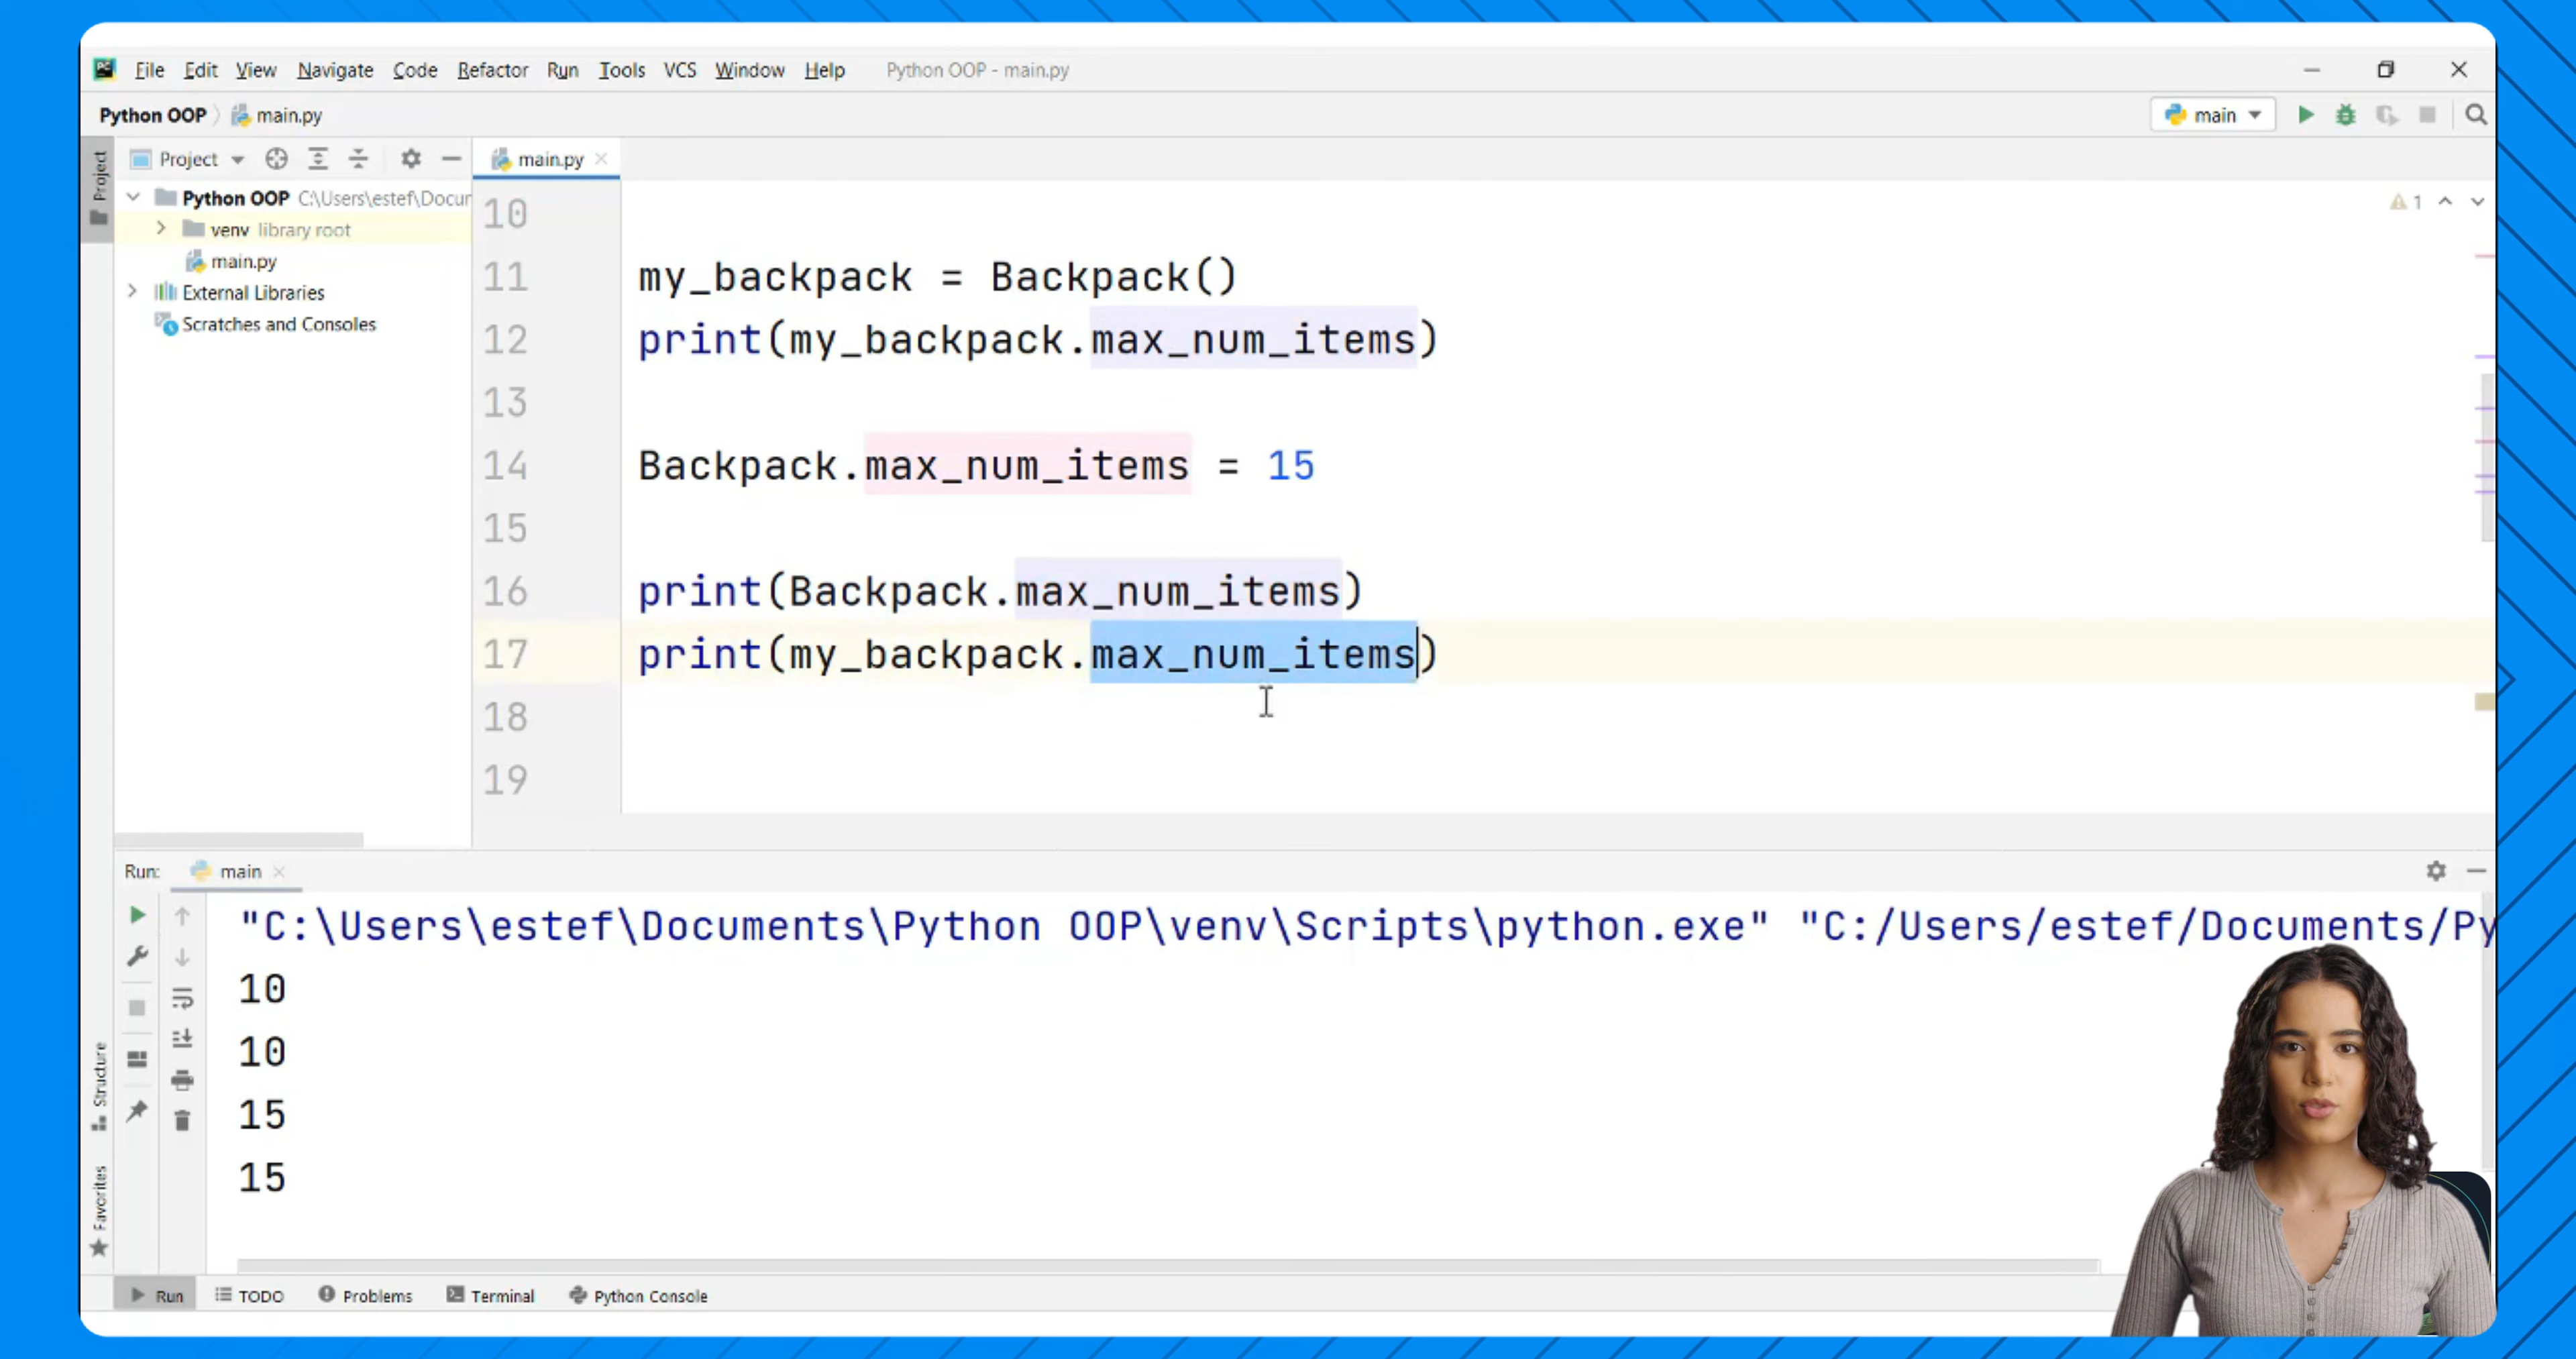 File Edit View Navigate Code Refactor Run Tools VCS Window Help Python OOP - main.py
Python OOP main.py main
Project
Project main.py
Python OOP C:\Users\estef\Docur
venv library root
main.py
External Libraries
Scratches and Consoles
1
10
11 my_backpack = Backpack()
12 print(my_backpack.max_num_items)
13
14 Backpack.max_num_items = 15
15
16 print(Backpack.max_num_items)
17 print(my_backpack.max_num_items)
18
19
Run: main
"C:\Users\estef\Documents\Python OOP\venv\Scripts\python.exe" "C:/Users/estef/Documents/Py
10
10
15
15
Structure
Favorites
Run TODO Problems Terminal Python Console